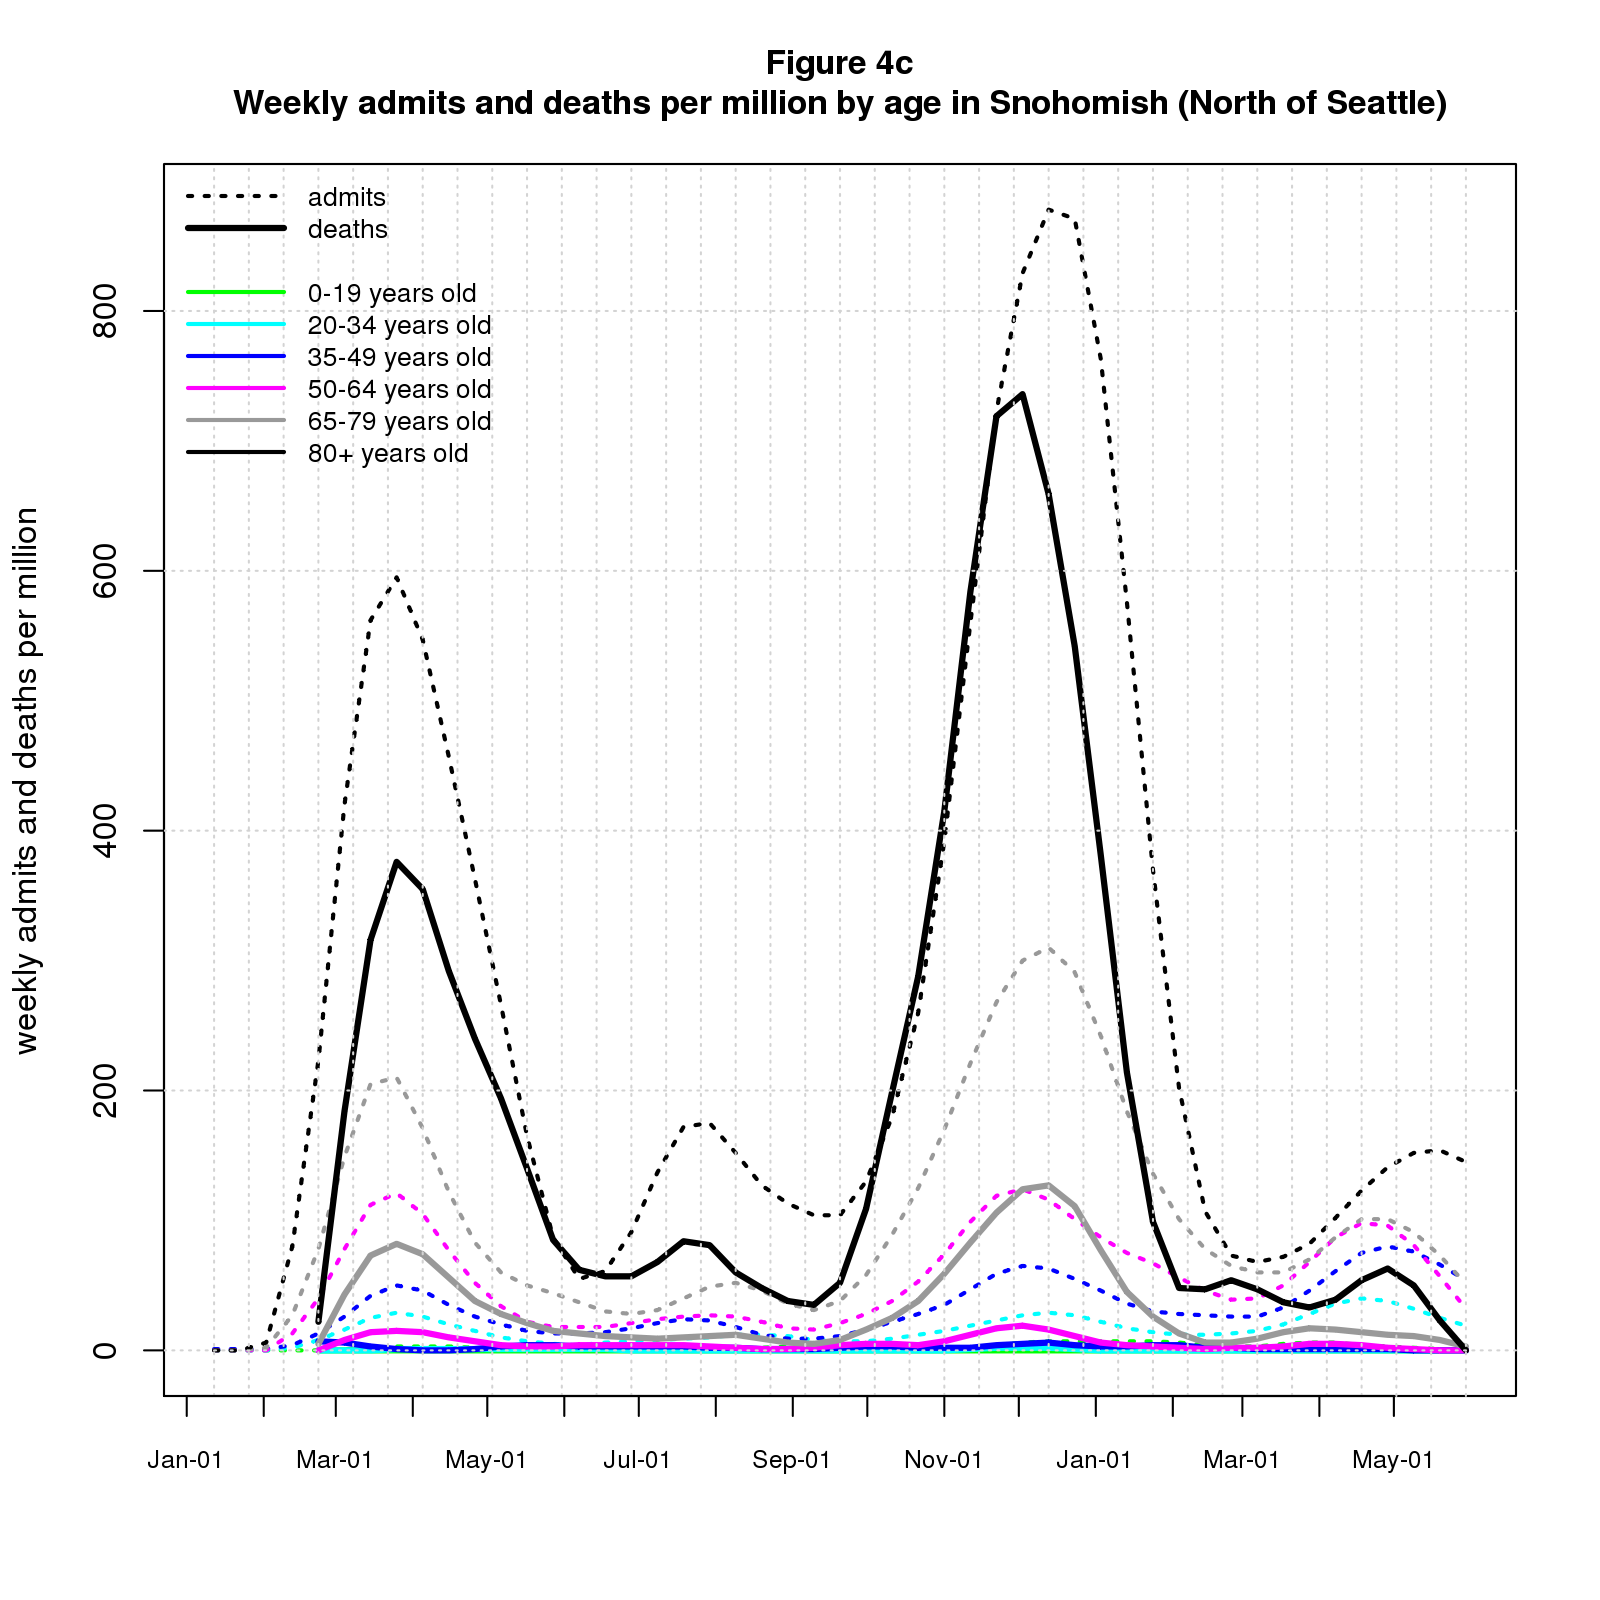 Figure 4c
Weekly admits and deaths per million by age in Snohomish (North of Seattle)
admits
deaths
0-19 years old
20-34 years old
35-49 years old
50-64 years old
65-79 years old
80+ years old
weekly admits and deaths per million
800
600
400
200
0
Jan-01 Mar-01 May-01 Jul-01 Sep-01 Nov-01 Jan-01 Mar-01 May-01